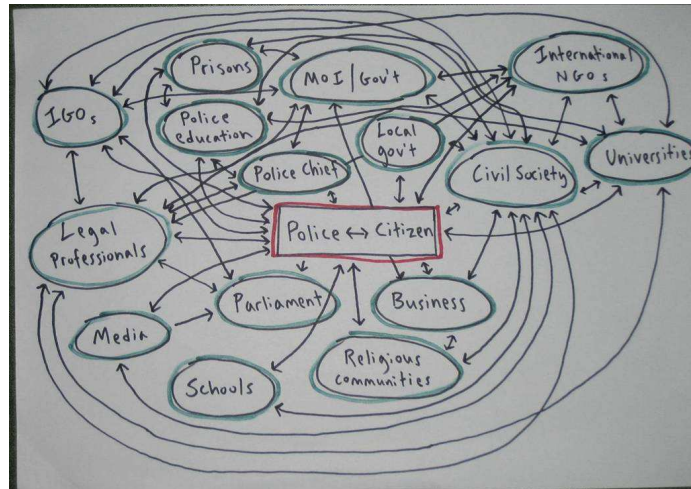 Prisons
MoI/Gov't
International
NGOs
IGOs
Police
education
Local
gov't
Police Chief
Civil Society
Universities
Legal
Professionals
Police ↔ Citizen
Parliament
Business
Media
Religious
communities
Schools